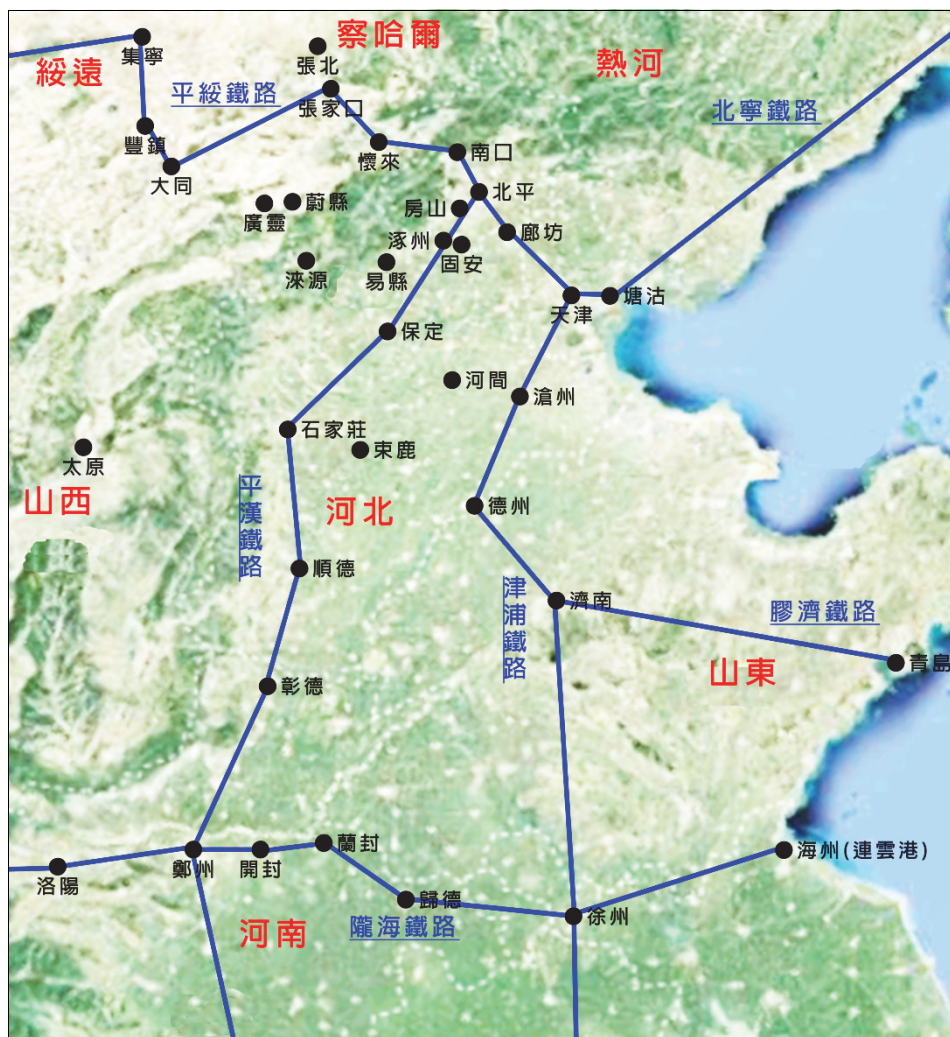 察哈爾
集寧
張北
綏遠
熱河
平綏鐵路
張家口
北寧鐵路
豐鎮
懷來
南口
大同
北平
蔚縣
房山
廣靈
廊坊
涿州
固安
淶源
易縣
天津
塘沽
保定
河間
滄州
石家莊
束鹿
太原
山西
平漢鐵路
河北
德州
順德
津浦鐵路
濟南
膠濟鐵路
青島
山東
彰德
蘭封
海州(連雲港)
鄭州
開封
洛陽
歸德
徐州
河南
隴海鐵路